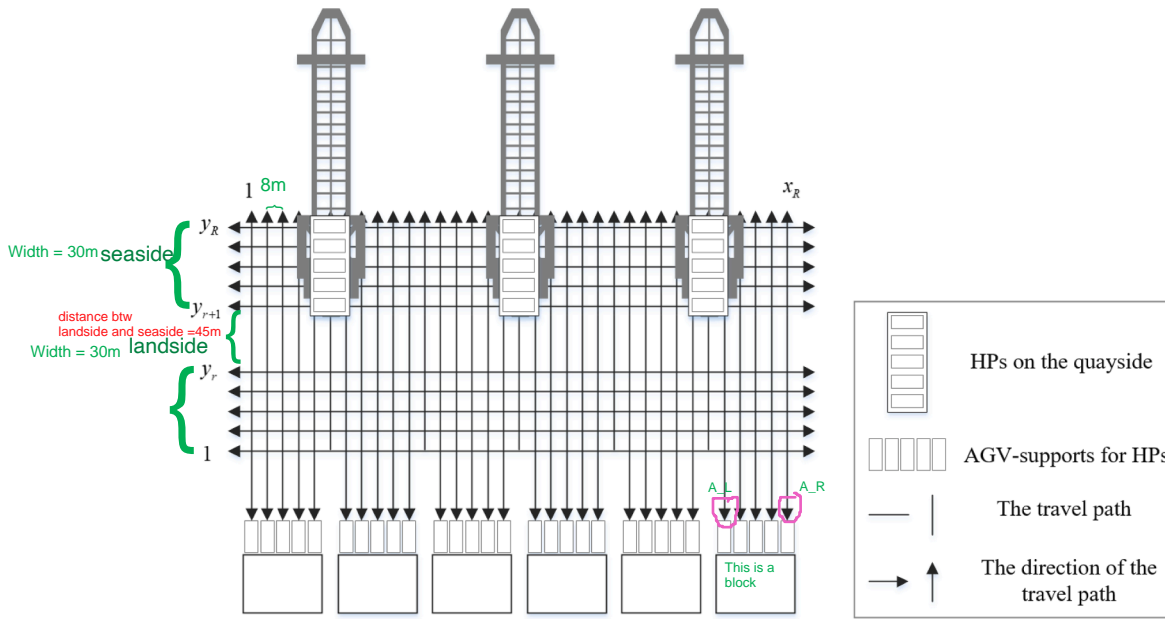 1
8m
x_R
y_R
Width = 30m seaside
y_{r+1}
distance btw
landside and seaside =45m
Width = 30m landside
y_r
1
A_L
A_R
This is a
block
HPs on the quayside
AGV-supports for HPs
The travel path
The direction of the
travel path